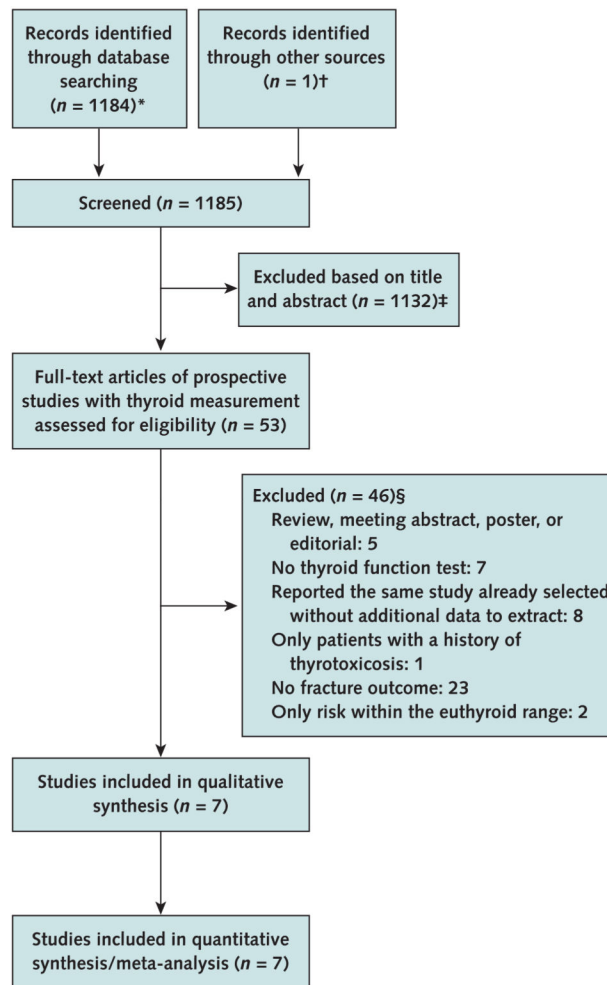 Records identified
through database
searching
(n = 1184)*
Records identified
through other sources
(n = 1)†
Screened (n = 1185)
Excluded based on title
and abstract (n = 1132)‡
Full-text articles of prospective
studies with thyroid measurement
assessed for eligibility (n = 53)
Excluded (n = 46)§
Review, meeting abstract, poster, or
editorial: 5
No thyroid function test: 7
Reported the same study already selected
without additional data to extract: 8
Only patients with a history of
thyrotoxicosis: 1
No fracture outcome: 23
Only risk within the euthyroid range: 2
Studies included in qualitative
synthesis (n = 7)
Studies included in quantitative
synthesis/meta-analysis (n = 7)